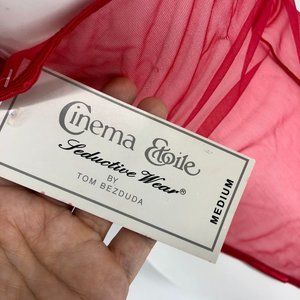 Cinema Etoile
Seductive Wear®
BY
TOM BEZDUDA
MEDIUM